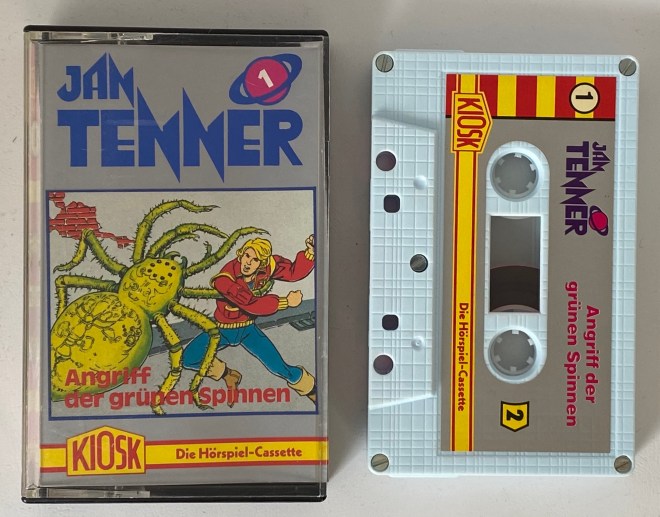 JAN
TENNER
1
Angriff
der grünen Spinnen
KIOSK
Die Hörspiel-Cassette
1
KIOSK
Die Hörspiel-Cassette
JAN
TENNER
Angriff der
grünen Spinnen
2